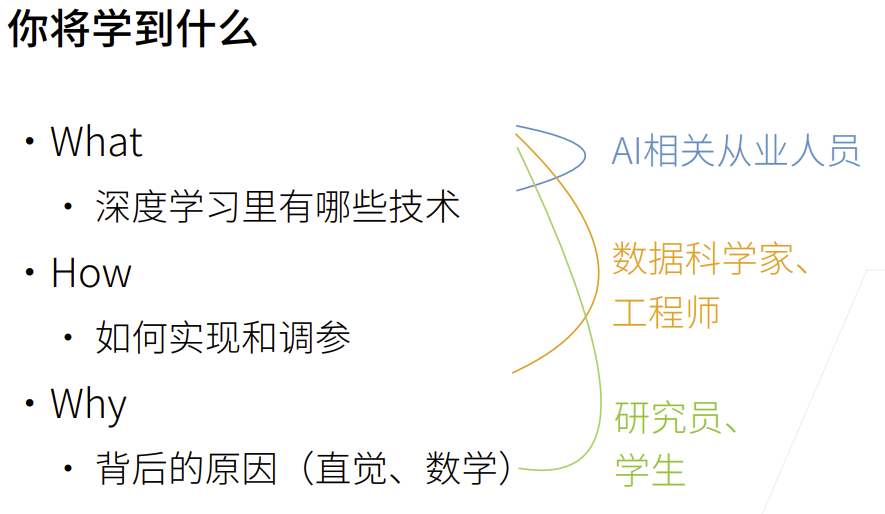 你将学到什么
• What
• 深度学习里有哪些技术
• How
• 如何实现和调参
• Why
• 背后的原因（直觉、数学）
AI相关从业人员
数据科学家、
工程师
研究员、
学生